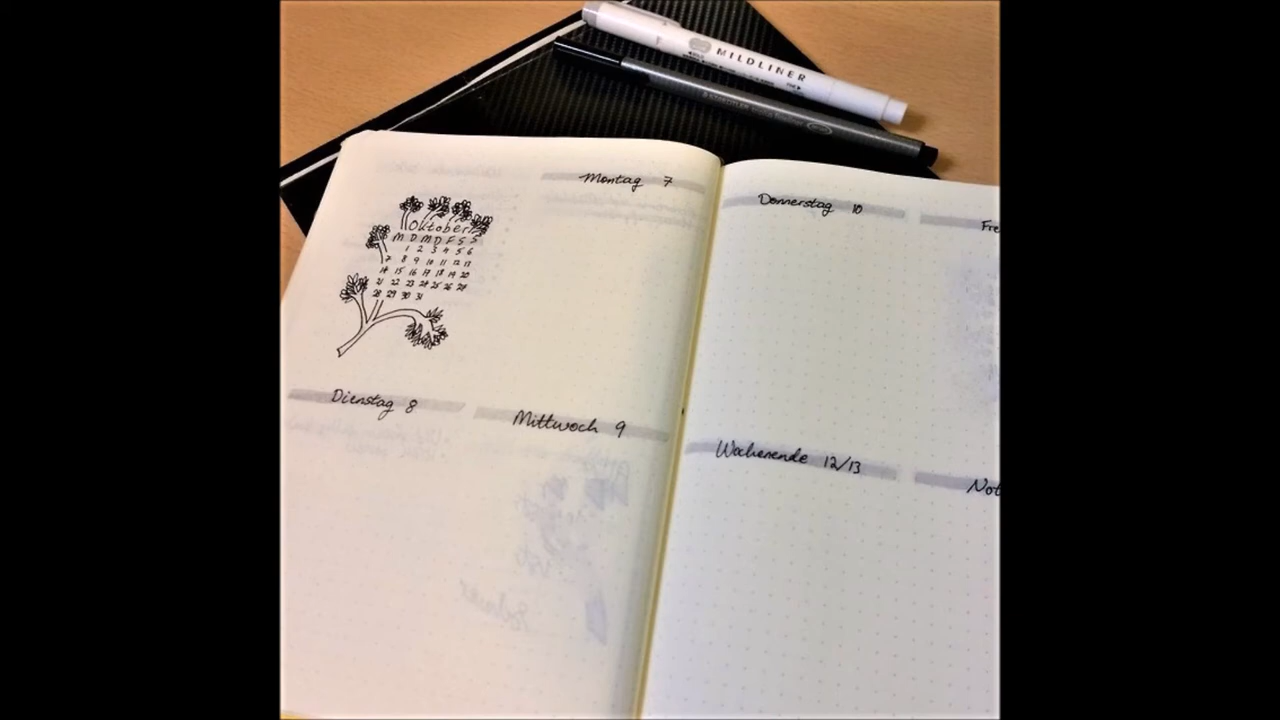 MILDLINER
STAEDTLER
Montag 7
Oktober
M D M D F S S
1 2 3 4 5 6
7 8 9 10 11 12 13
14 15 16 17 18 19 20
21 22 23 24 25 26 27
28 29 30 31
Dienstag 8
Mittwoch 9
Donnerstag 10
Fre
Wochenende 12/13
Not